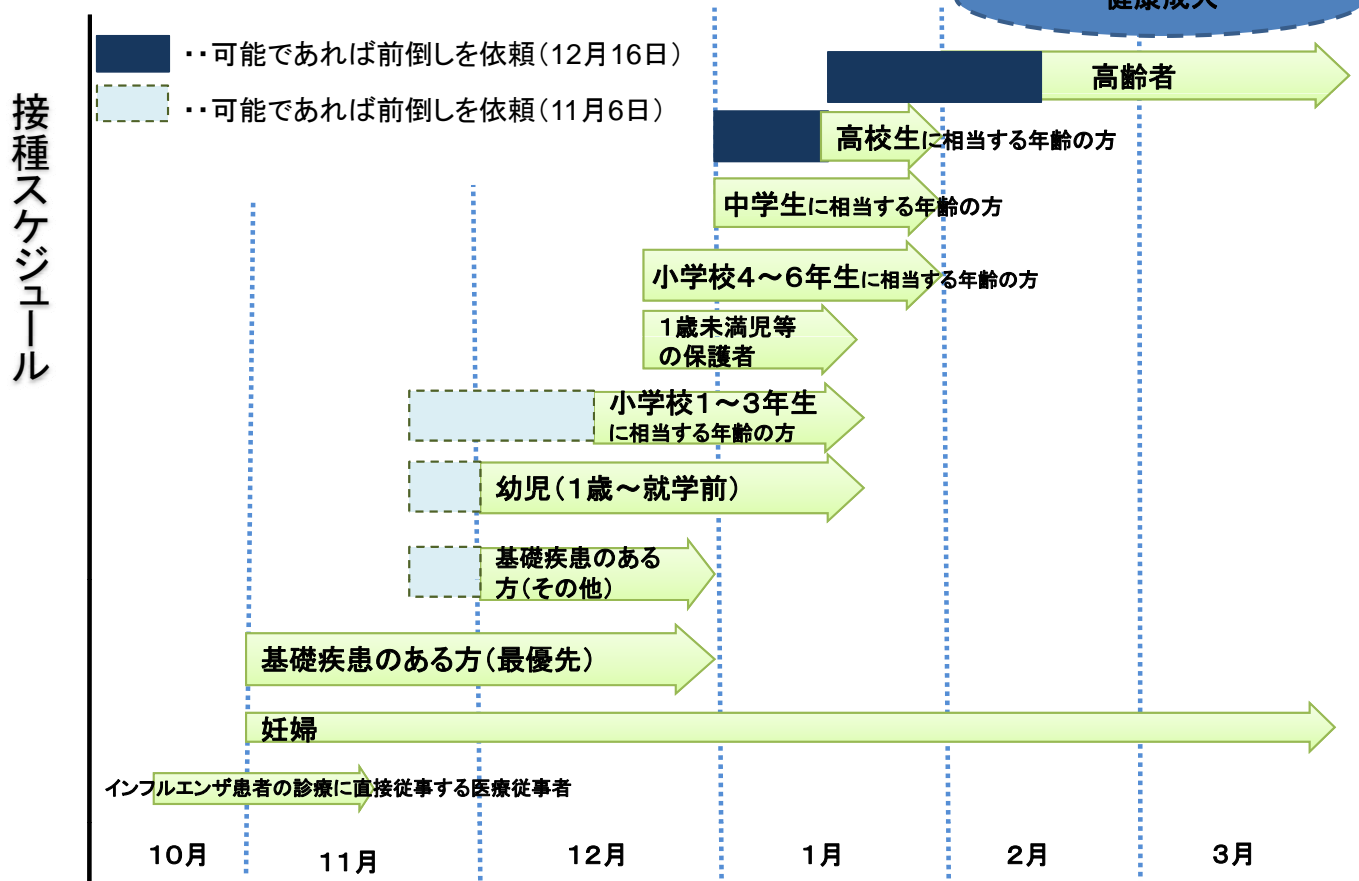 健康成人
・・可能であれば前倒しを依頼（12月16日）
・・可能であれば前倒しを依頼（11月6日）
接種スケジュール
高齢者
高校生に相当する年齢の方
中学生に相当する年齢の方
小学校4～6年生に相当する年齢の方
1歳未満児等
の保護者
小学校1～3年生
に相当する年齢の方
幼児（1歳～就学前）
基礎疾患のある
方（その他）
基礎疾患のある方（最優先）
妊婦
インフルエンザ患者の診療に直接従事する医療従事者
10月
11月
12月
1月
2月
3月